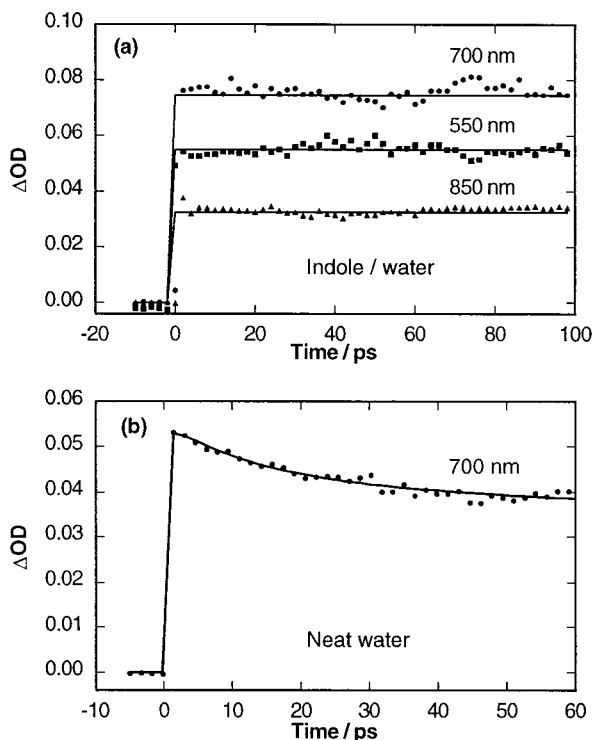 (a)
700 nm
550 nm
850 nm
Indole / water
ΔOD
0.10
0.08
0.06
0.04
0.02
0.00
-20 0 20 40 60 80 100
Time / ps
(b)
700 nm
Neat water
ΔOD
0.06
0.05
0.04
0.03
0.02
0.01
0.00
-10 0 10 20 30 40 50 60
Time / ps